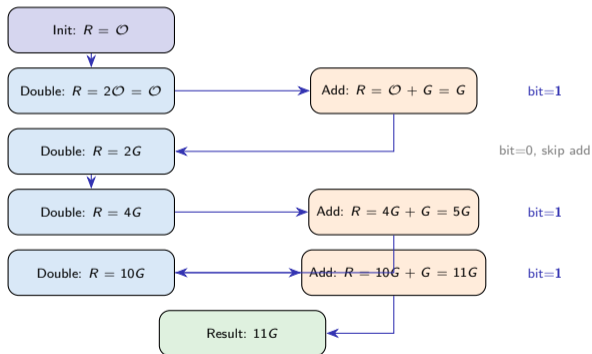 Init: R = 𝒪
Double: R = 2𝒪 = 𝒪
Add: R = 𝒪 + G = G
bit=1
Double: R = 2G
bit=0, skip add
Double: R = 4G
Add: R = 4G + G = 5G
bit=1
Double: R = 10G
Add: R = 10G + G = 11G
bit=1
Result: 11G